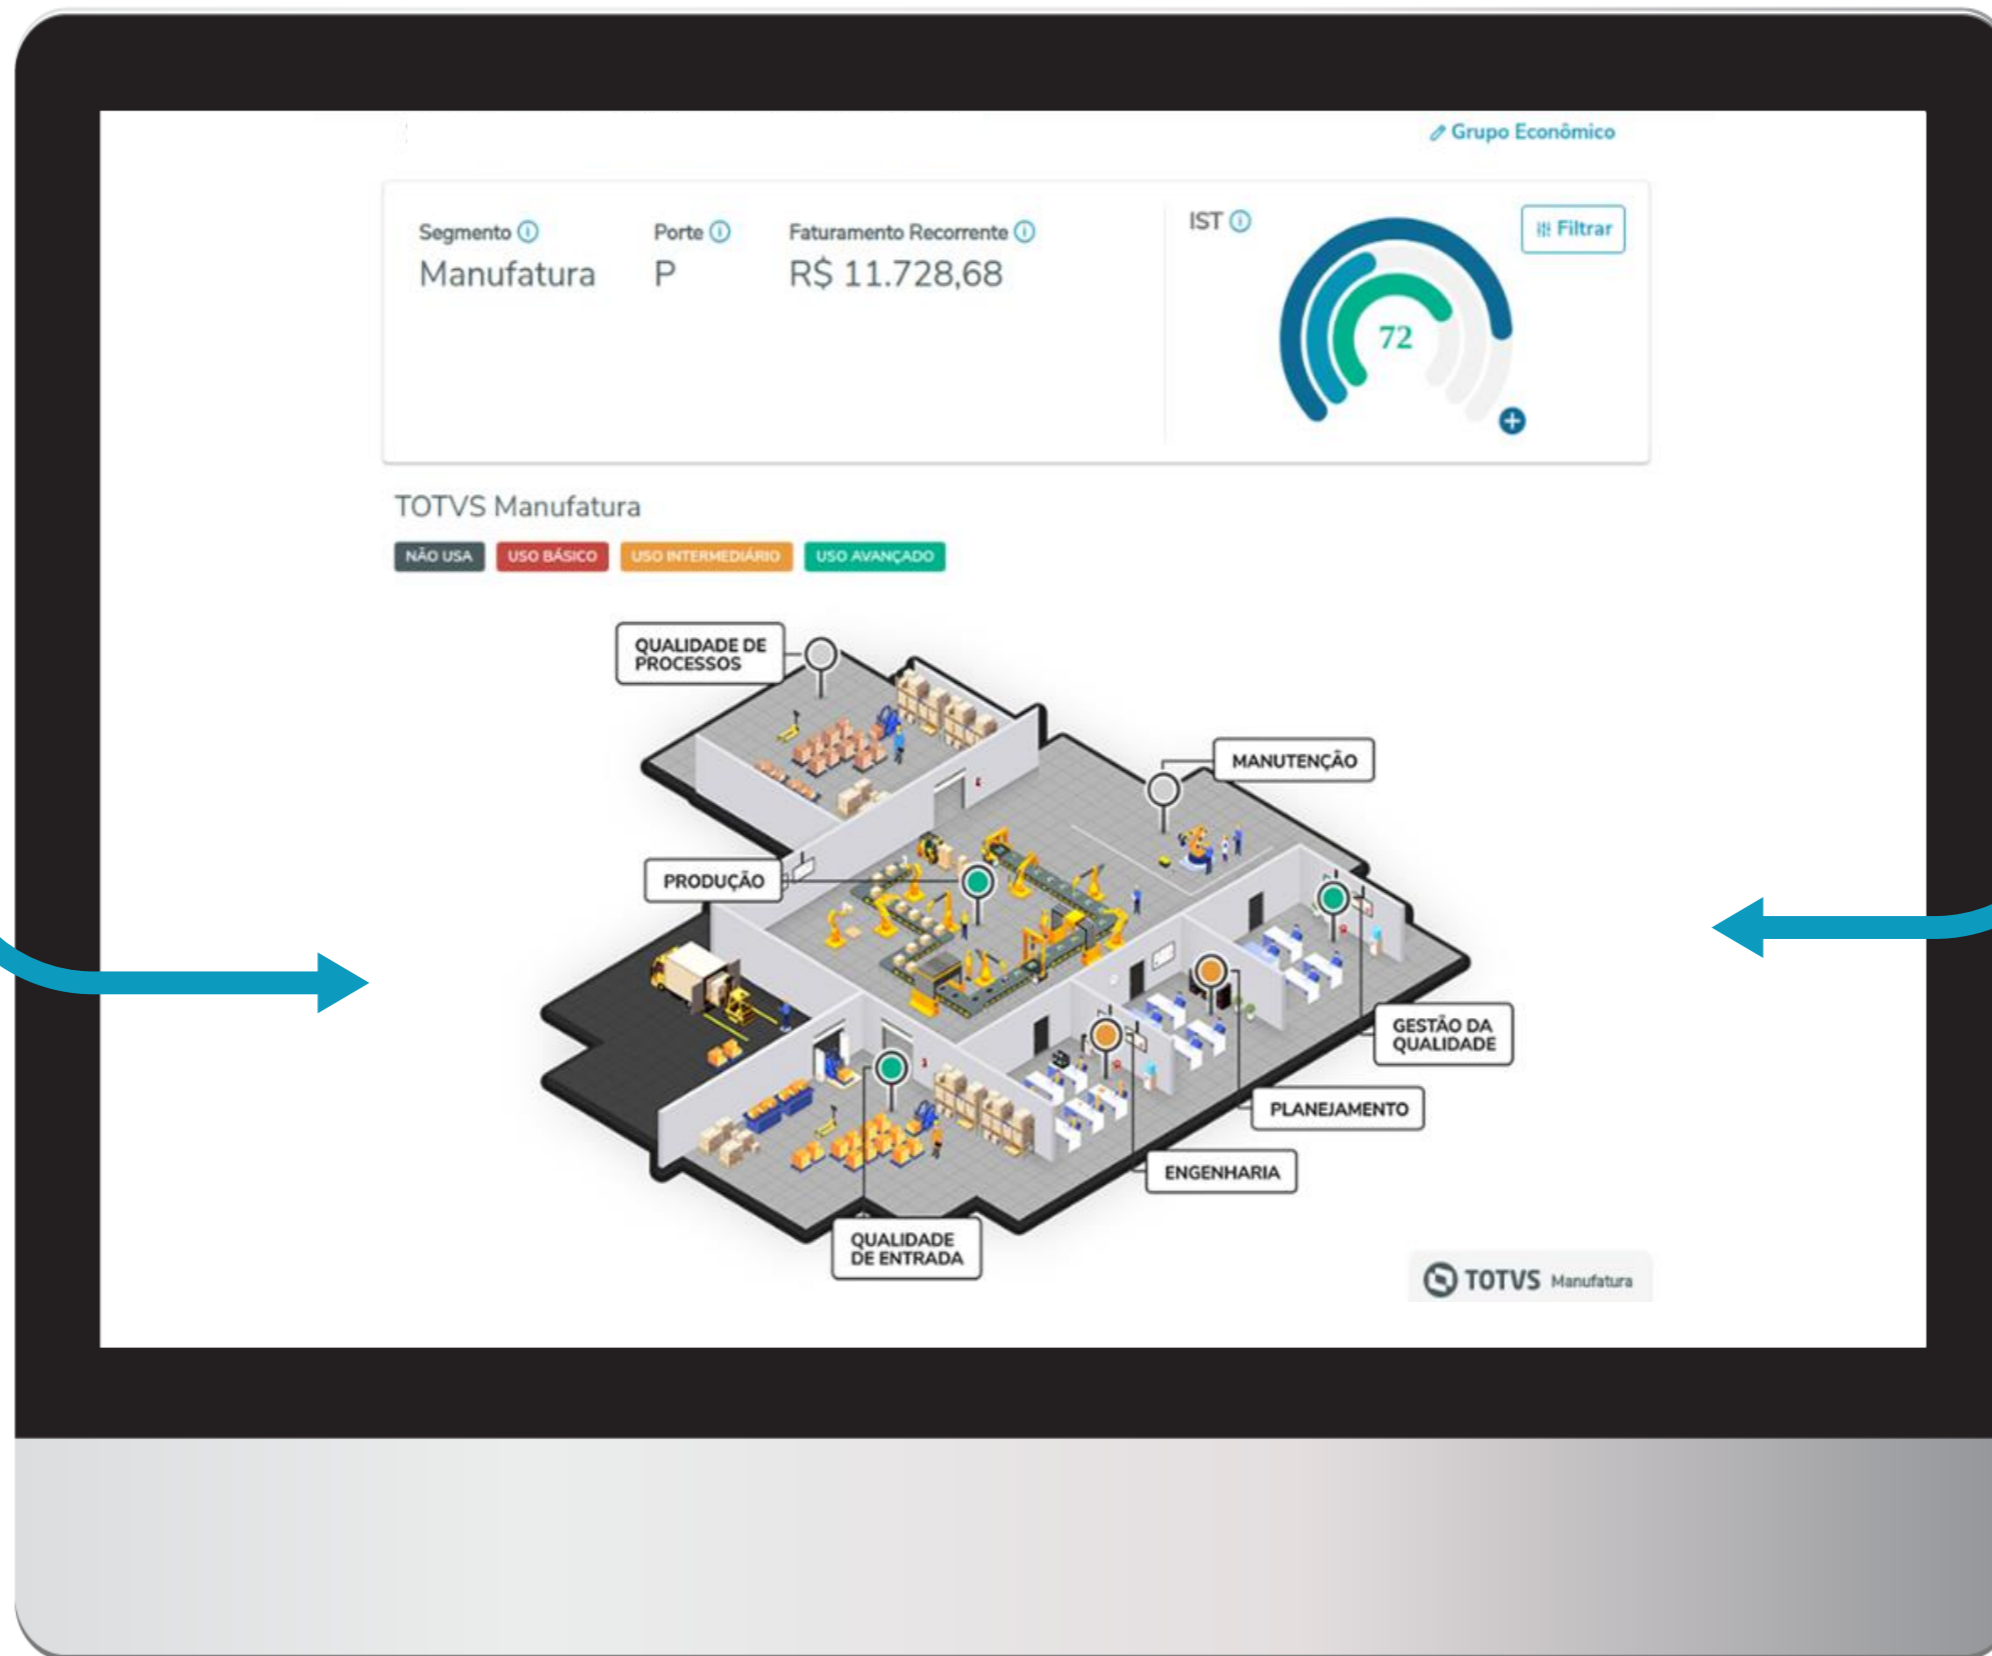 Grupo Econômico
Segmento
Porte
Faturamento Recorrente
IST
Filtrar
Manufatura
P
R$ 11.728,68
72
TOTVS Manufatura
NÃO USA
USO BÁSICO
USO INTERMEDIÁRIO
USO AVANÇADO
QUALIDADE DE
PROCESSOS
MANUTENÇÃO
PRODUÇÃO
GESTÃO DA
QUALIDADE
PLANEJAMENTO
ENGENHARIA
QUALIDADE
DE ENTRADA
TOTVS Manufatura